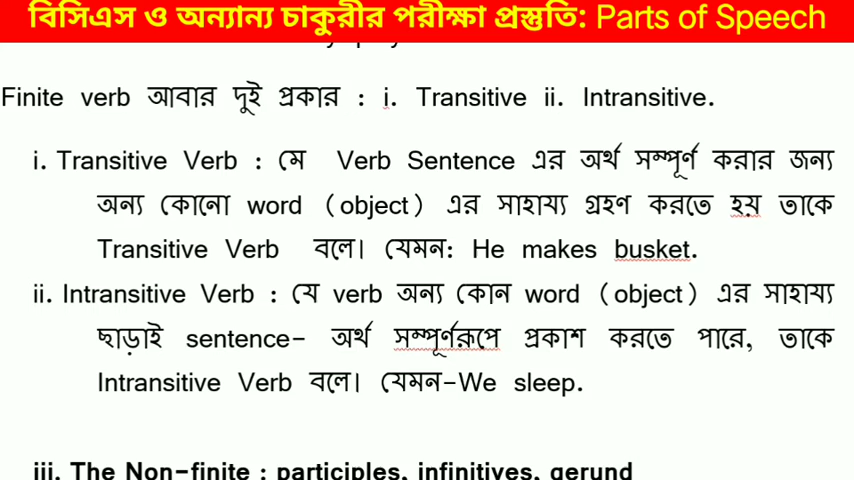 বিসিএস ও অন্যান্য চাকুরীর পরীক্ষা প্রস্তুতি: Parts of Speech
Finite verb আবার দুই প্রকার : i. Transitive ii. Intransitive.
i. Transitive Verb : মে Verb Sentence এর অর্থ সম্পূর্ণ করার জন্য
অন্য কোনো word (object) এর সাহায্য গ্রহণ করতে হয় তাকে
Transitive Verb বলে। যেমন: He makes busket.
ii. Intransitive Verb : যে verb অন্য কোন word (object) এর সাহায্য
ছাড়াই sentence- অর্থ সম্পূর্ণরূপে প্রকাশ করতে পারে, তাকে
Intransitive Verb বলে। যেমন-We sleep.
iii. The Non-finite : participles, infinitives, gerund